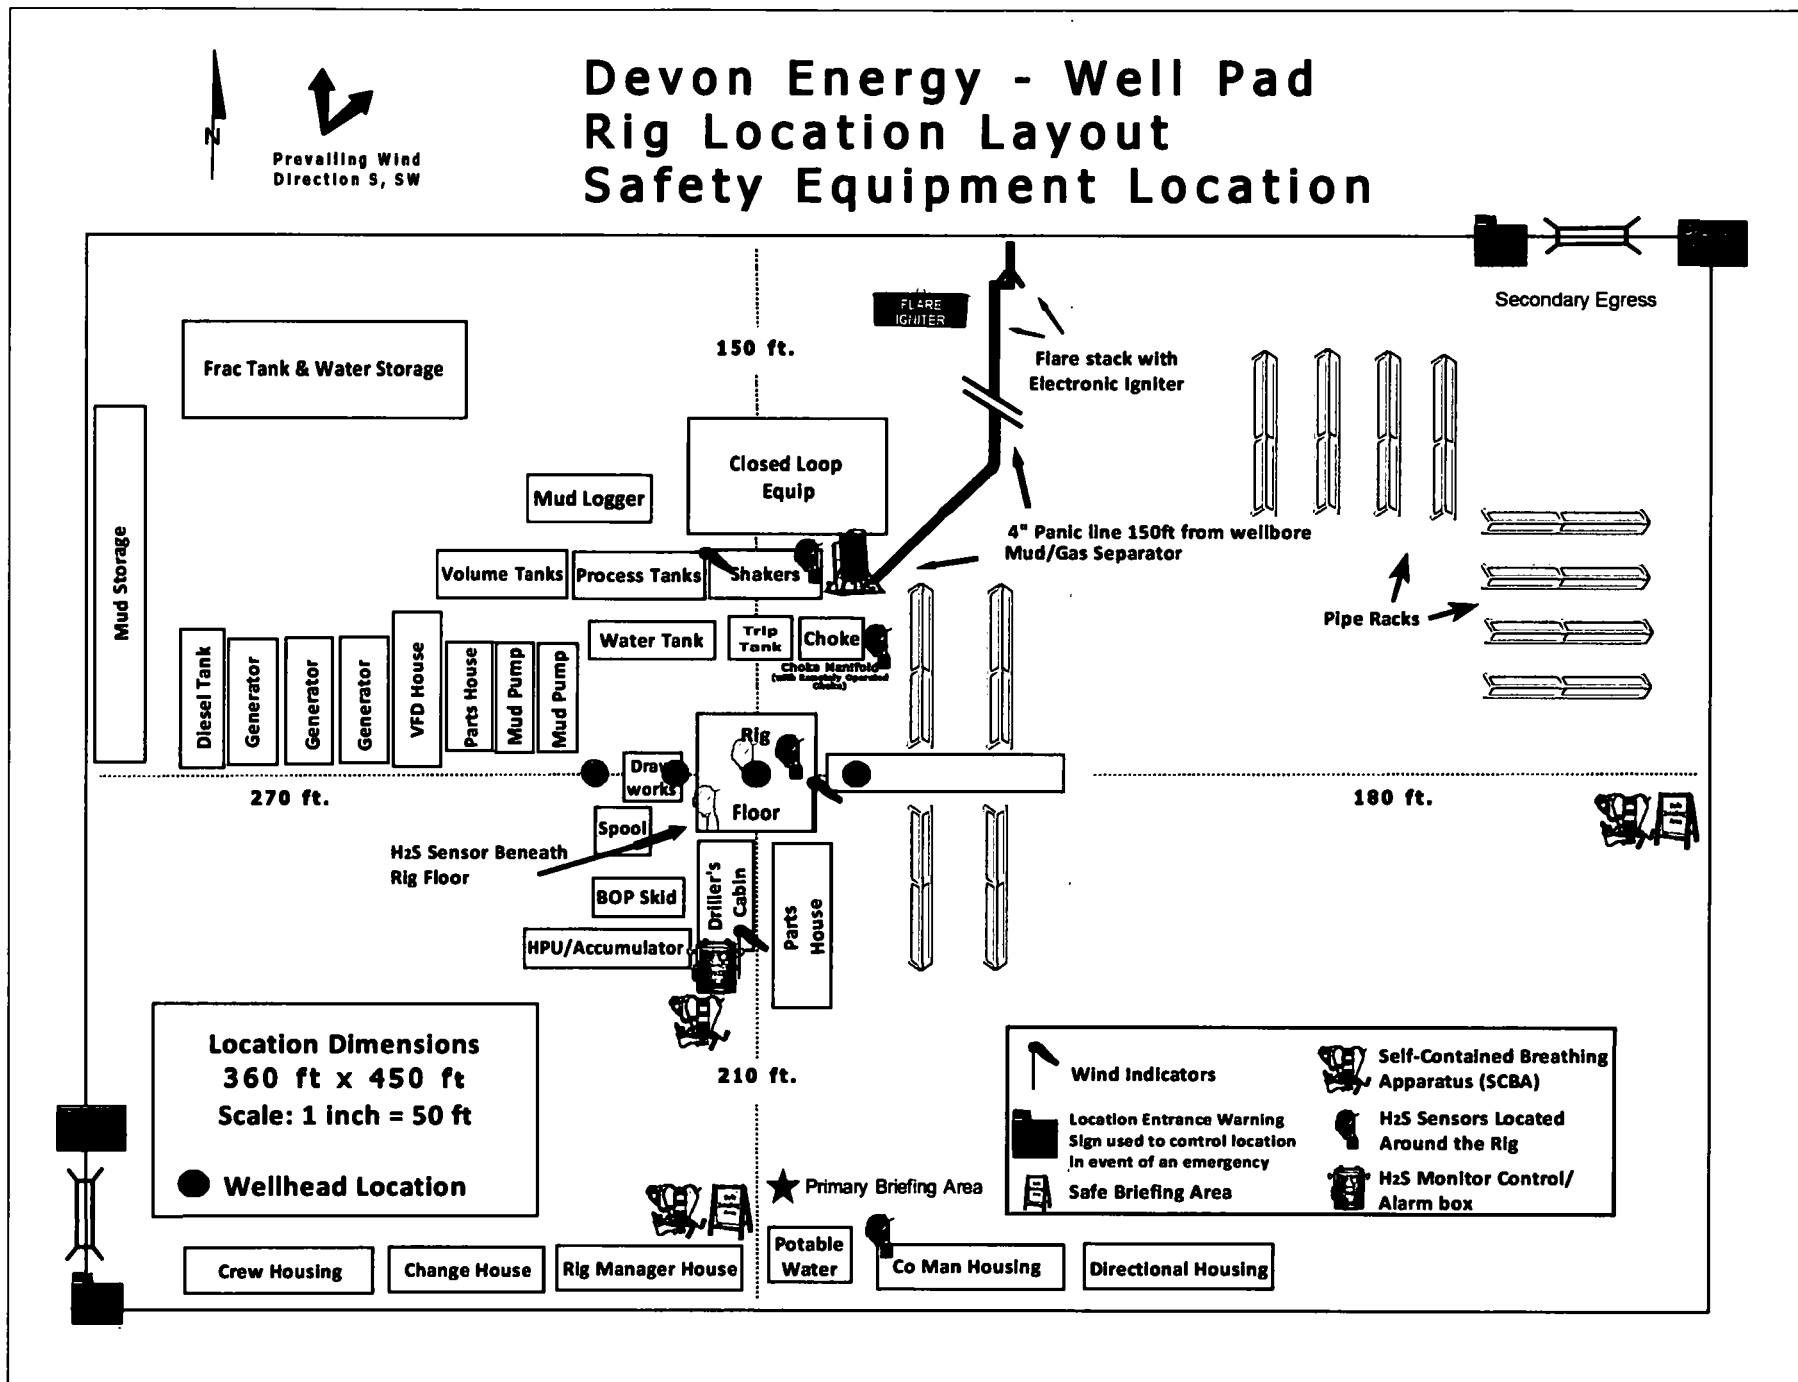 Devon Energy - Well Pad
Rig Location Layout
Safety Equipment Location
N
Prevailing Wind
Direction S, SW
Secondary Egress
FLARE
IGNITER
150 ft.
Flare stack with
Electronic Igniter
Frac Tank & Water Storage
Mud Storage
Closed Loop
Equip
Mud Logger
4" Panic line 150ft from wellbore
Mud/Gas Separator
Volume Tanks
Process Tanks
Shakers
Pipe Racks
Water Tank
Trip
Tank
Choke
Choke Manifold
(with Remotely Operated
Choke)
Diesel Tank
Generator
Generator
Generator
VFD House
Parts House
Mud Pump
Mud Pump
Rig
Floor
Draw
works
270 ft.
180 ft.
Spool
H2S Sensor Beneath
Rig Floor
BOP Skid
Driller's
Cabin
Parts
House
HPU/Accumulator
Location Dimensions
360 ft x 450 ft
Scale: 1 inch = 50 ft
Wellhead Location
210 ft.
Wind Indicators
Location Entrance Warning
Sign used to control location
in event of an emergency
Safe Briefing Area
Self-Contained Breathing
Apparatus (SCBA)
H2S Sensors Located
Around the Rig
H2S Monitor Control/
Alarm box
Primary Briefing Area
Crew Housing
Change House
Rig Manager House
Potable
Water
Co Man Housing
Directional Housing